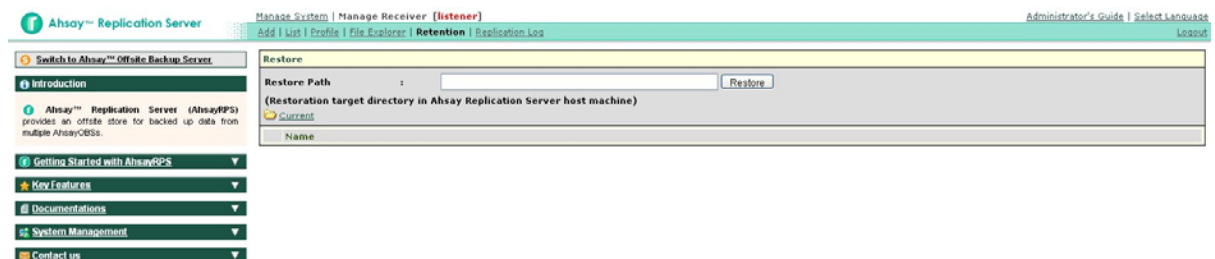 Ahsay™ Replication Server
Manage System | Manage Receiver [listener]
Administrator's Guide | Select Language
Add | List | Profile | File Explorer | Retention | Replication Log
Logout
Switch to Ahsay™ Offsite Backup Server
Introduction
Ahsay™ Replication Server (AhsayRPS)
provides an offsite store for backed up data from
multiple AhsayOBSs.
Getting Started with AhsayRPS
Key Features
Documentations
System Management
Contact us
Restore
Restore Path :
Restore
(Restoration target directory in Ahsay Replication Server host machine)
Current
Name